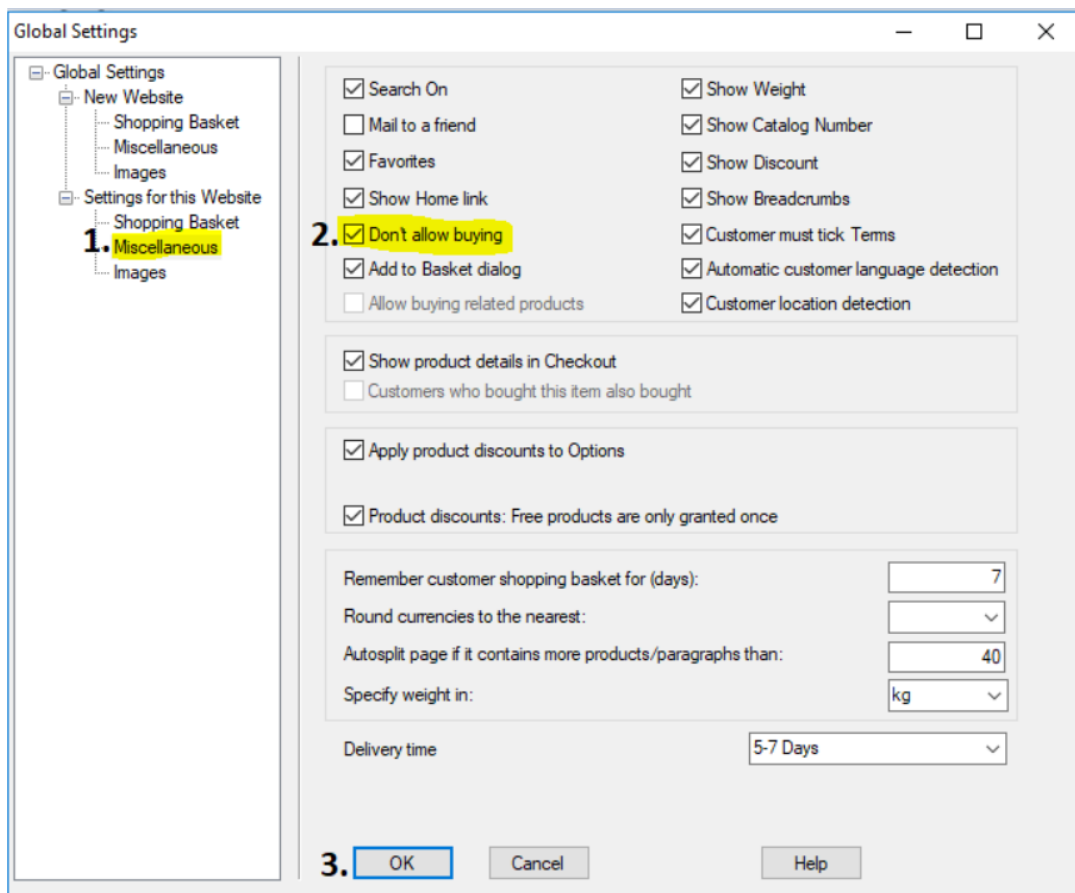 Global Settings
Global Settings
New Website
Shopping Basket
Miscellaneous
Images
Settings for this Website
Shopping Basket
1. Miscellaneous
Images
Search On
Mail to a friend
Favorites
Show Home link
2. Don't allow buying
Add to Basket dialog
Allow buying related products
Show Weight
Show Catalog Number
Show Discount
Show Breadcrumbs
Customer must tick Terms
Automatic customer language detection
Customer location detection
Show product details in Checkout
Customers who bought this item also bought
Apply product discounts to Options
Product discounts: Free products are only granted once
Remember customer shopping basket for (days): 7
Round currencies to the nearest:
Autosplit page if it contains more products/paragraphs than: 40
Specify weight in: kg
Delivery time 5-7 Days
3. OK Cancel Help